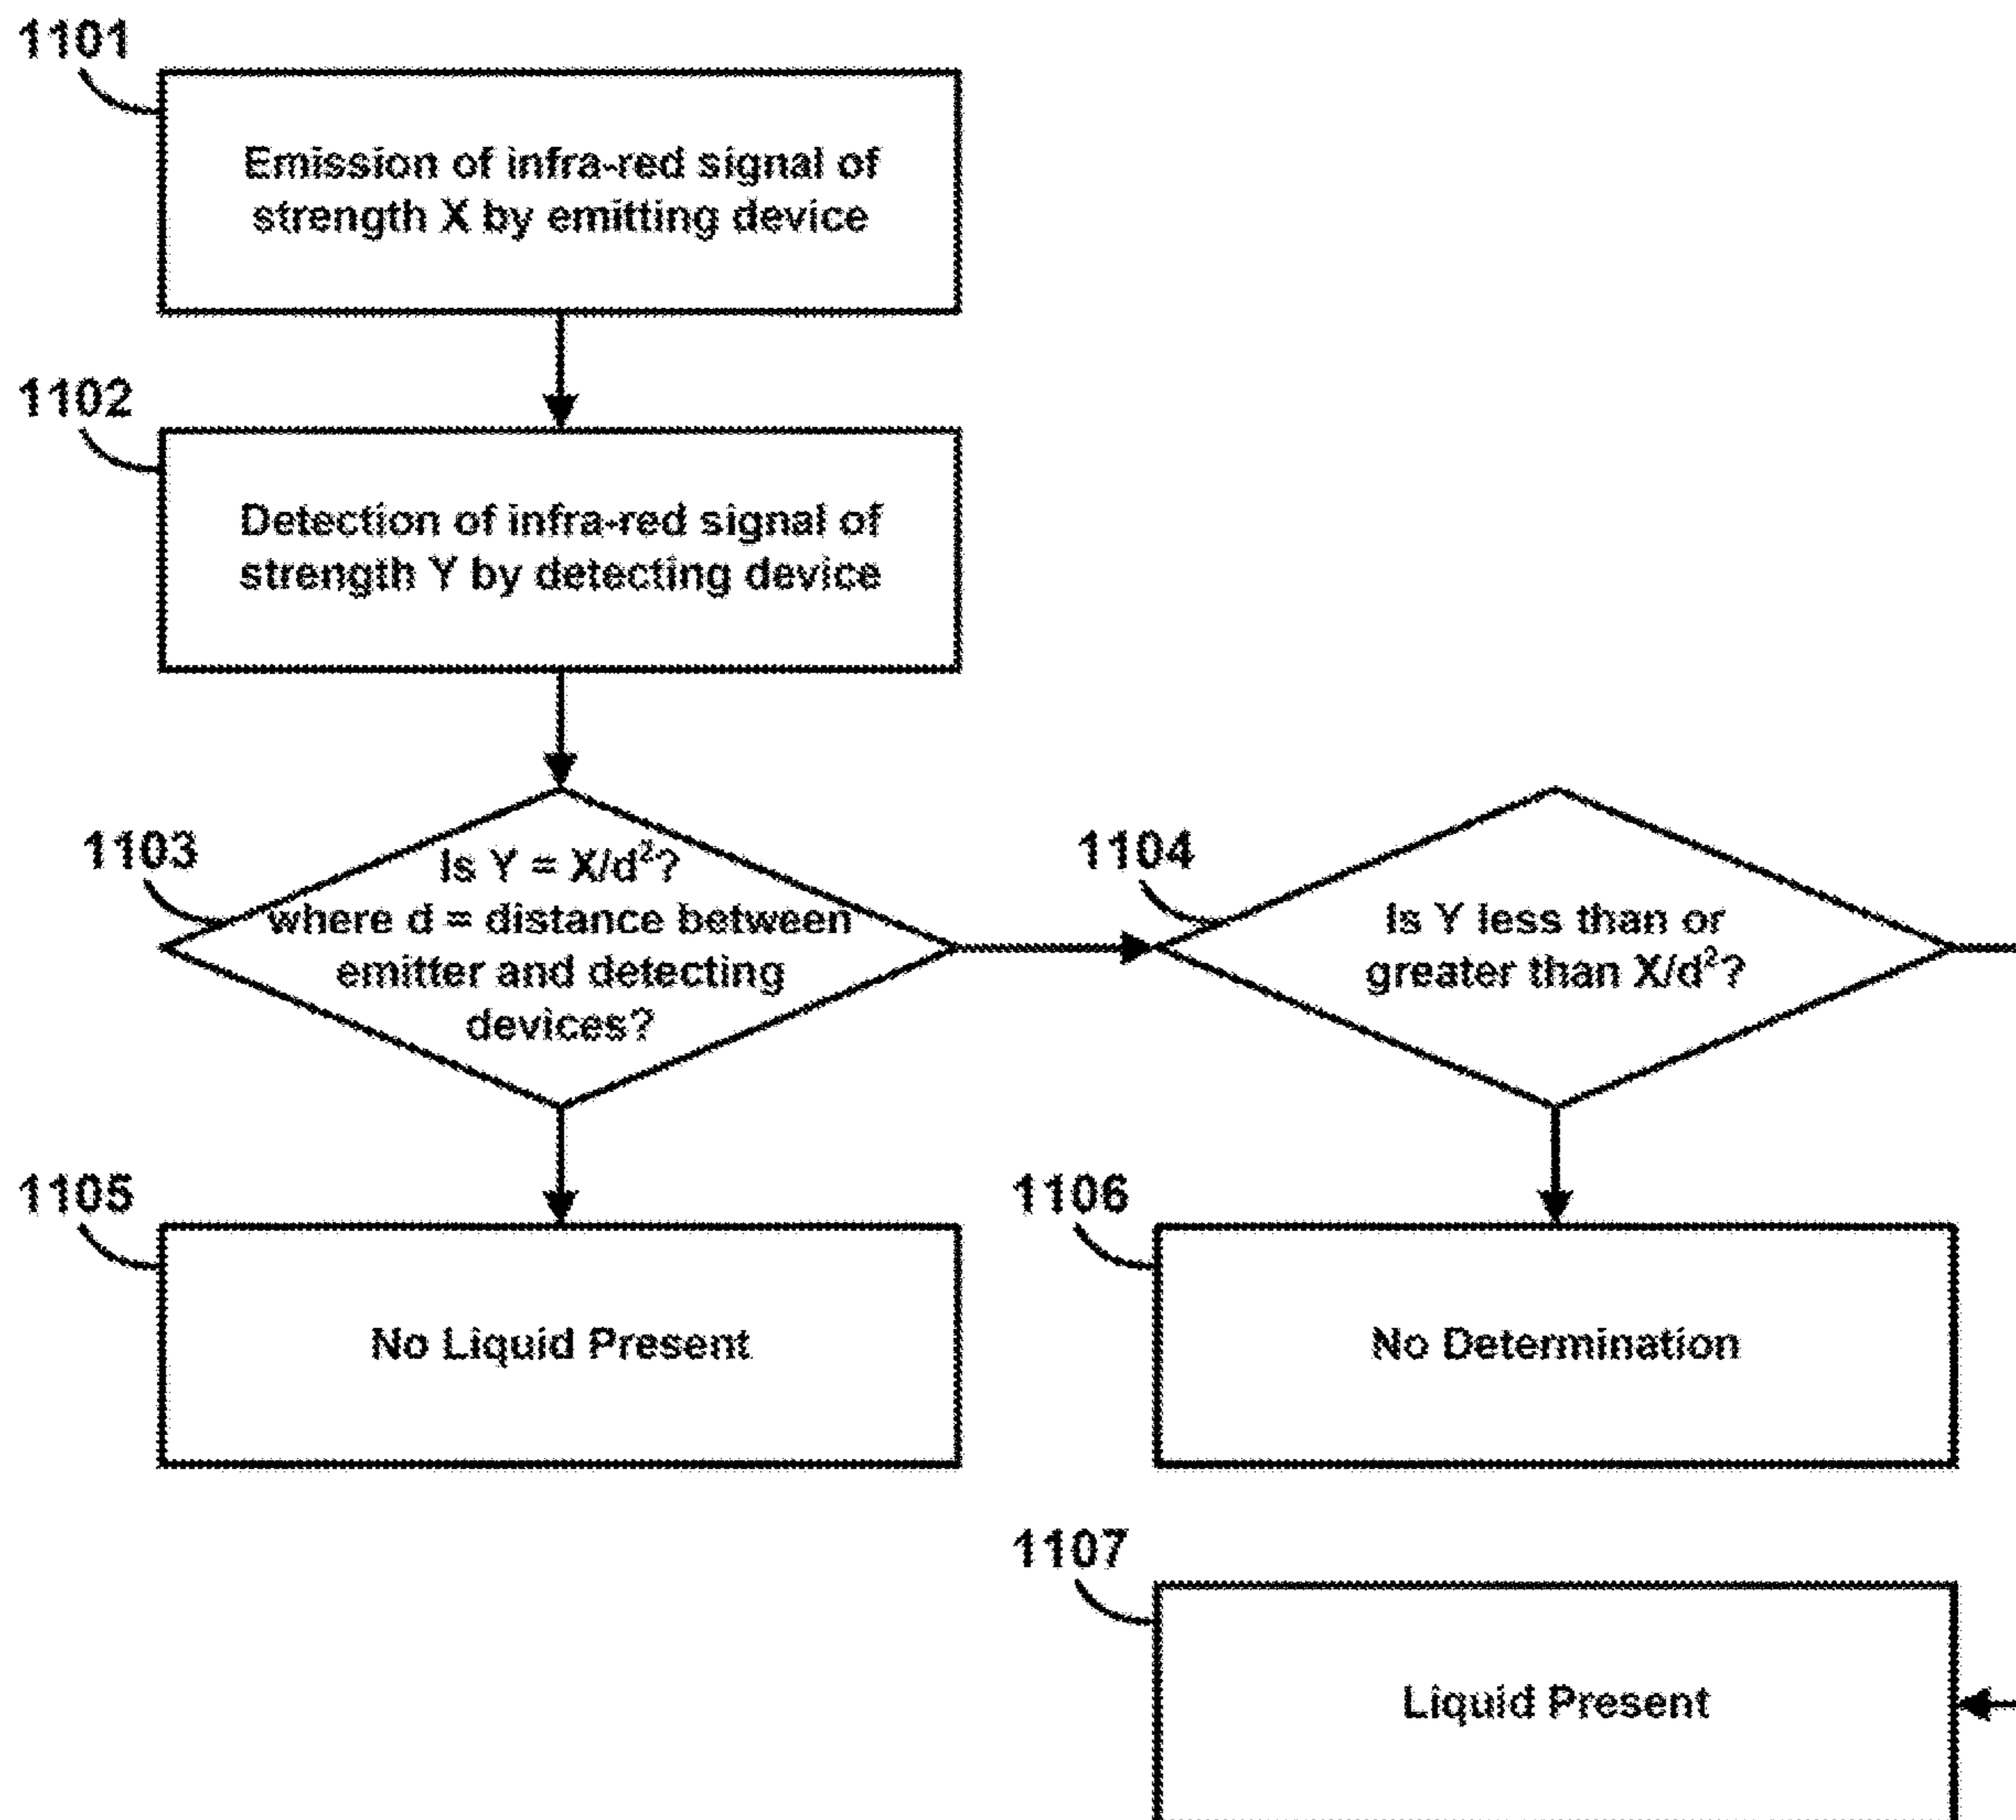 1101
Emission of infra-red signal of
strength X by emitting device
1102
Detection of infra-red signal of
strength Y by detecting device
1103
Is Y = X/d²?
where d = distance between
emitter and detecting
devices?
1104
Is Y less than or
greater than X/d²?
1105
No Liquid Present
1106
No Determination
1107
Liquid Present